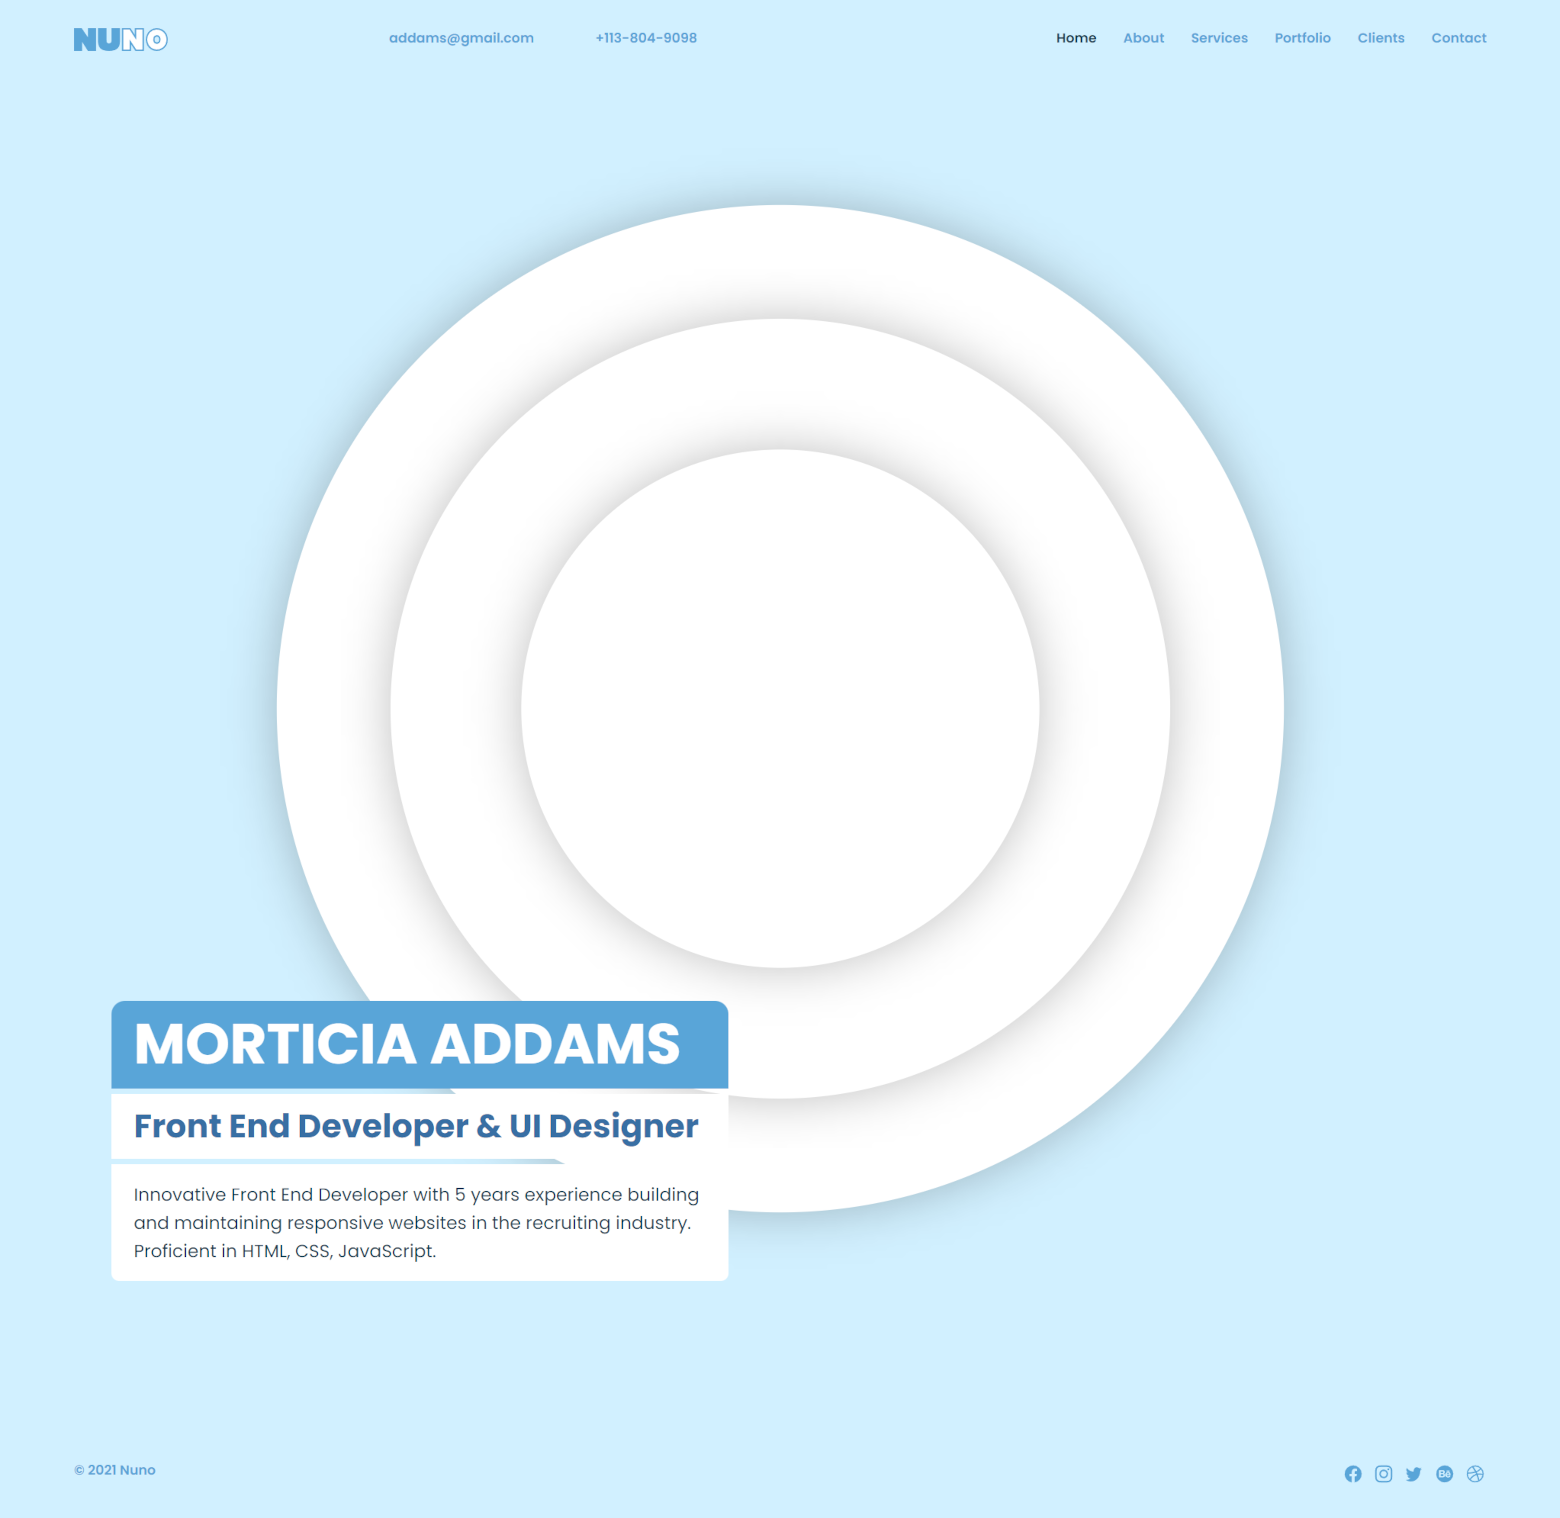 NUNO
addams@gmail.com
+113-804-9098
Home
About
Services
Portfolio
Clients
Contact
MORTICIA ADDAMS
Front End Developer & UI Designer
Innovative Front End Developer with 5 years experience building
and maintaining responsive websites in the recruiting industry.
Proficient in HTML, CSS, JavaScript.
© 2021 Nuno
Bē